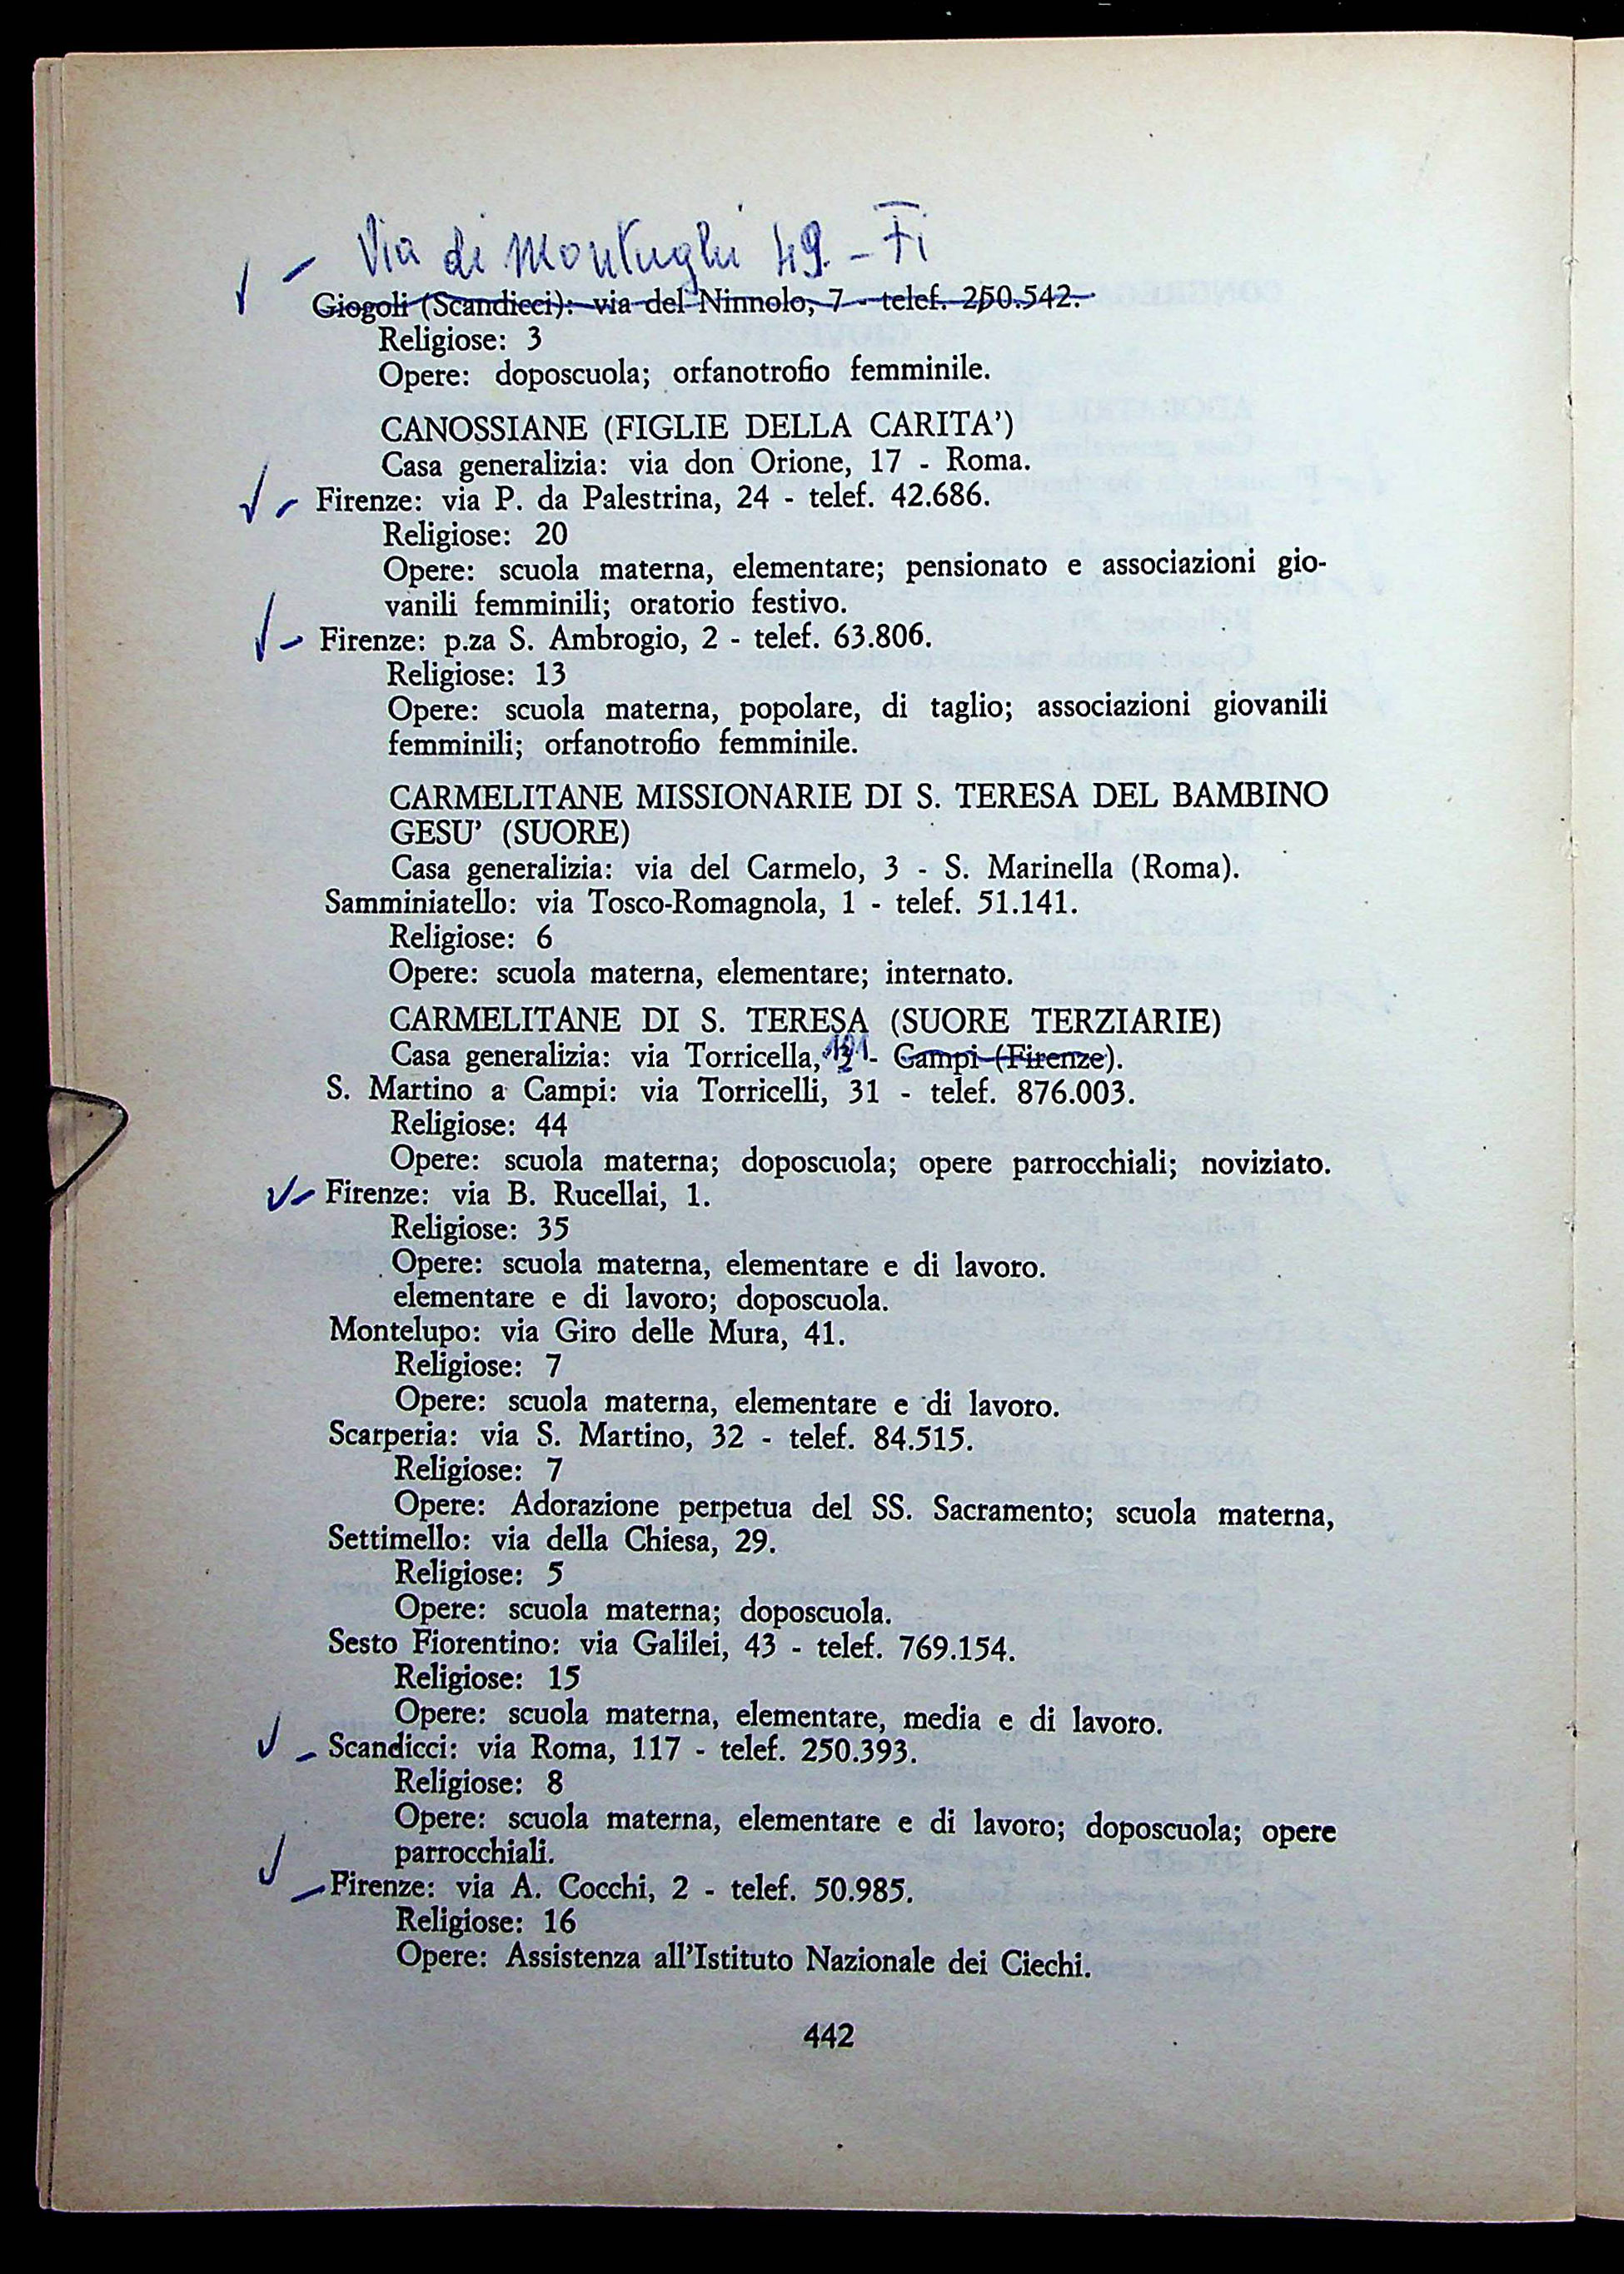 Via di Montughi 49. - Fi
Giogoli (Scandicci): via del Ninnolo, 7 - telef. 250.542.
Religiose: 3
Opere: doposcuola; orfanotrofio femminile.
CANOSSIANE (FIGLIE DELLA CARITA')
Casa generalizia: via don Orione, 17 - Roma.
Firenze: via P. da Palestrina, 24 - telef. 42.686.
Religiose: 20
Opere: scuola materna, elementare; pensionato e associazioni gio-
vanili femminili; oratorio festivo.
Firenze: p.za S. Ambrogio, 2 - telef. 63.806.
Religiose: 13
Opere: scuola materna, popolare, di taglio; associazioni giovanili
femminili; orfanotrofio femminile.
CARMELITANE MISSIONARIE DI S. TERESA DEL BAMBINO
GESU' (SUORE)
Casa generalizia: via del Carmelo, 3 - S. Marinella (Roma).
Samminiatello: via Tosco-Romagnola, 1 - telef. 51.141.
Religiose: 6
Opere: scuola materna, elementare; internato.
CARMELITANE DI S. TERESA (SUORE TERZIARIE)
Casa generalizia: via Torricella, - Campi (Firenze).
S. Martino a Campi: via Torricelli, 31 - telef. 876.003.
Religiose: 44
Opere: scuola materna; doposcuola; opere parrocchiali; noviziato.
Firenze: via B. Rucellai, 1.
Religiose: 35
Opere: scuola materna, elementare e di lavoro.
elementare e di lavoro; doposcuola.
Montelupo: via Giro delle Mura, 41.
Religiose: 7
Opere: scuola materna, elementare e di lavoro.
Scarperia: via S. Martino, 32 - telef. 84.515.
Religiose: 7
Opere: Adorazione perpetua del SS. Sacramento; scuola materna,
Settimello: via della Chiesa, 29.
Religiose: 5
Opere: scuola materna; doposcuola.
Sesto Fiorentino: via Galilei, 43 - telef. 769.154.
Religiose: 15
Opere: scuola materna, elementare, media e di lavoro.
Scandicci: via Roma, 117 - telef. 250.393.
Religiose: 8
Opere: scuola materna, elementare e di lavoro; doposcuola; opere
parrocchiali.
Firenze: via A. Cocchi, 2 - telef. 50.985.
Religiose: 16
Opere: Assistenza all'Istituto Nazionale dei Ciechi.
442